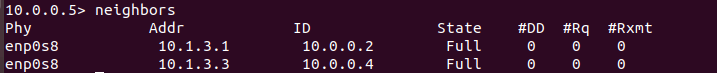 10.0.0.5> neighbors
Phy Addr ID State #DD #Rq #Rxmt
enp0s8 10.1.3.1 10.0.0.2 Full 0 0 0
enp0s8 10.1.3.3 10.0.0.4 Full 0 0 0